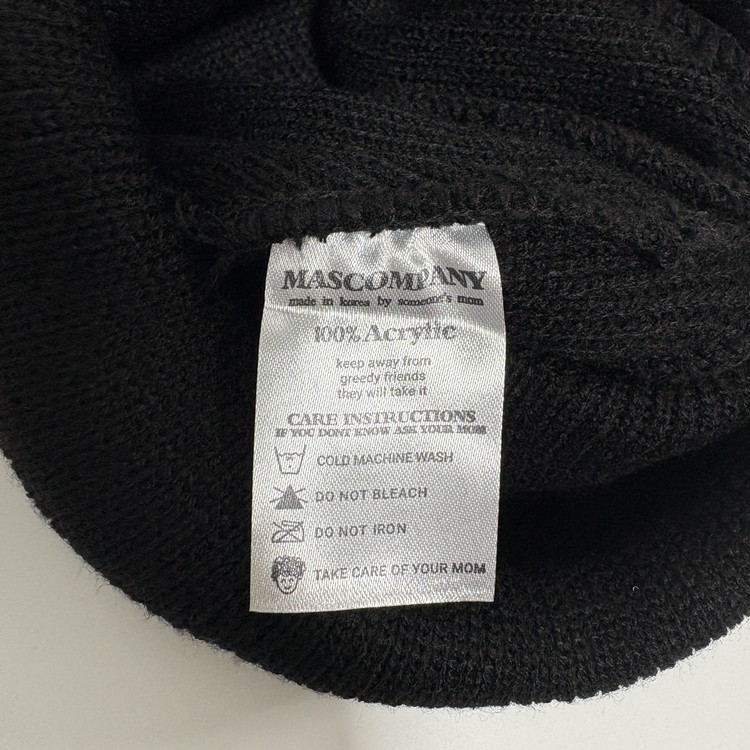 MASCOMPANY
made in korea by someone's mom
100% Acrylic
keep away from
greedy friends
they will take it
CARE INSTRUCTIONS
IF YOU DONT KNOW ASK YOUR MOM
COLD MACHINE WASH
DO NOT BLEACH
DO NOT IRON
TAKE CARE OF YOUR MOM